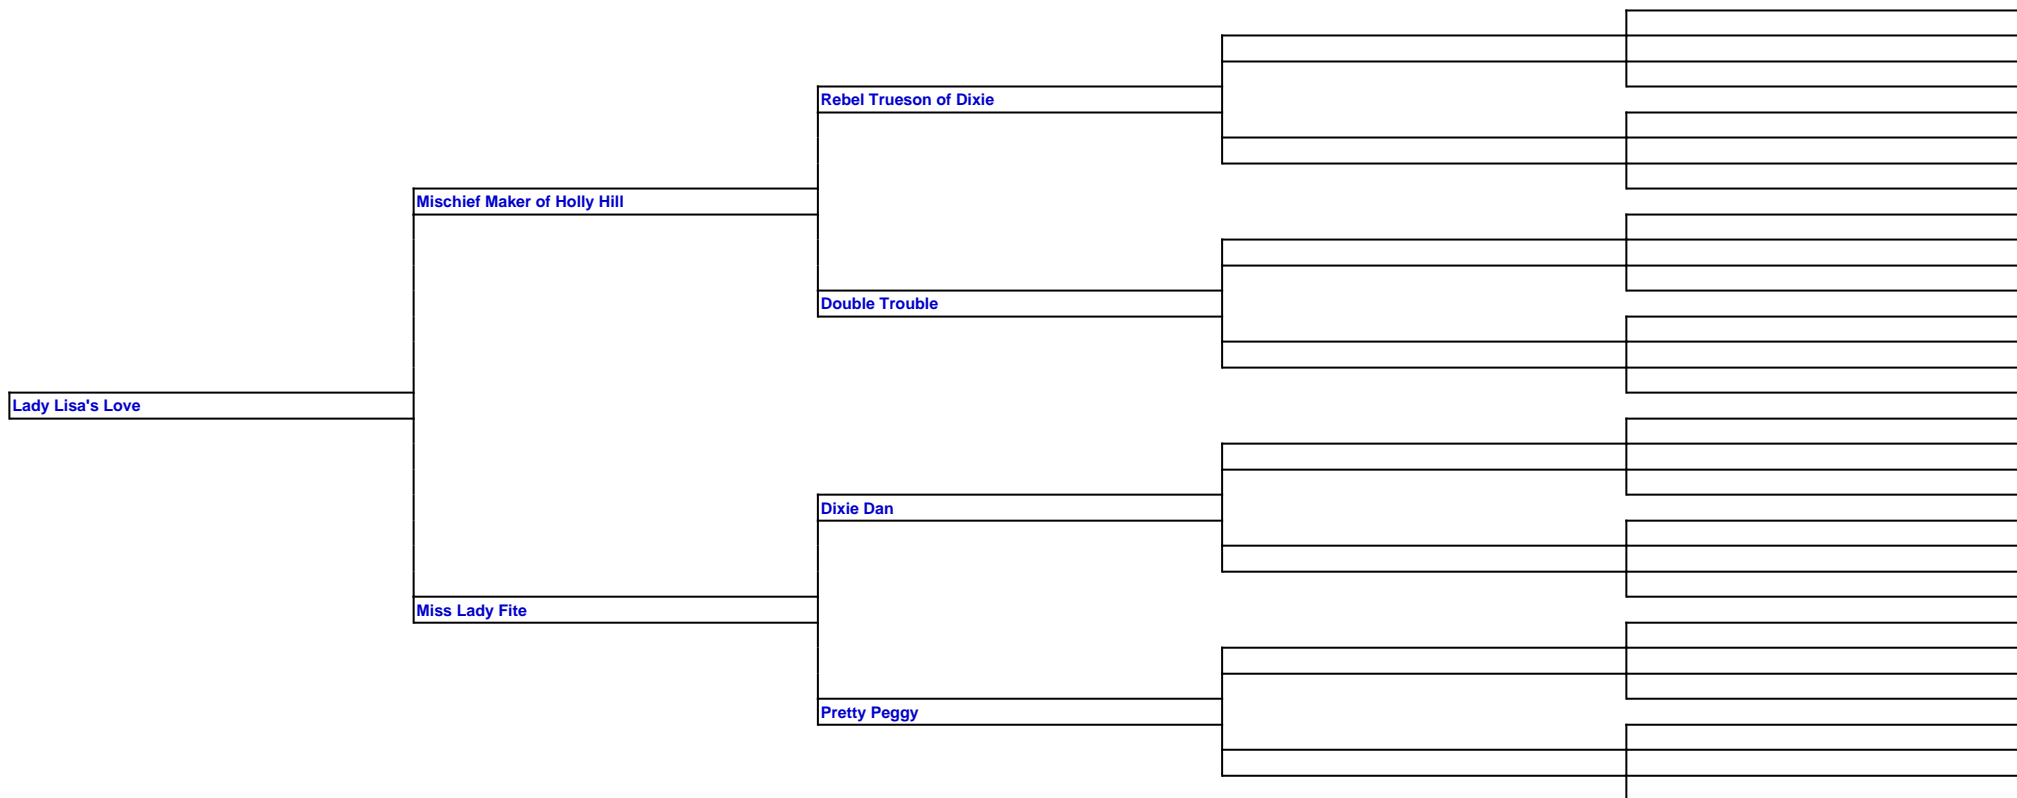 Rebel Trueson of Dixie
Mischief Maker of Holly Hill
Double Trouble
Lady Lisa's Love
Dixie Dan
Miss Lady Fite
Pretty Peggy